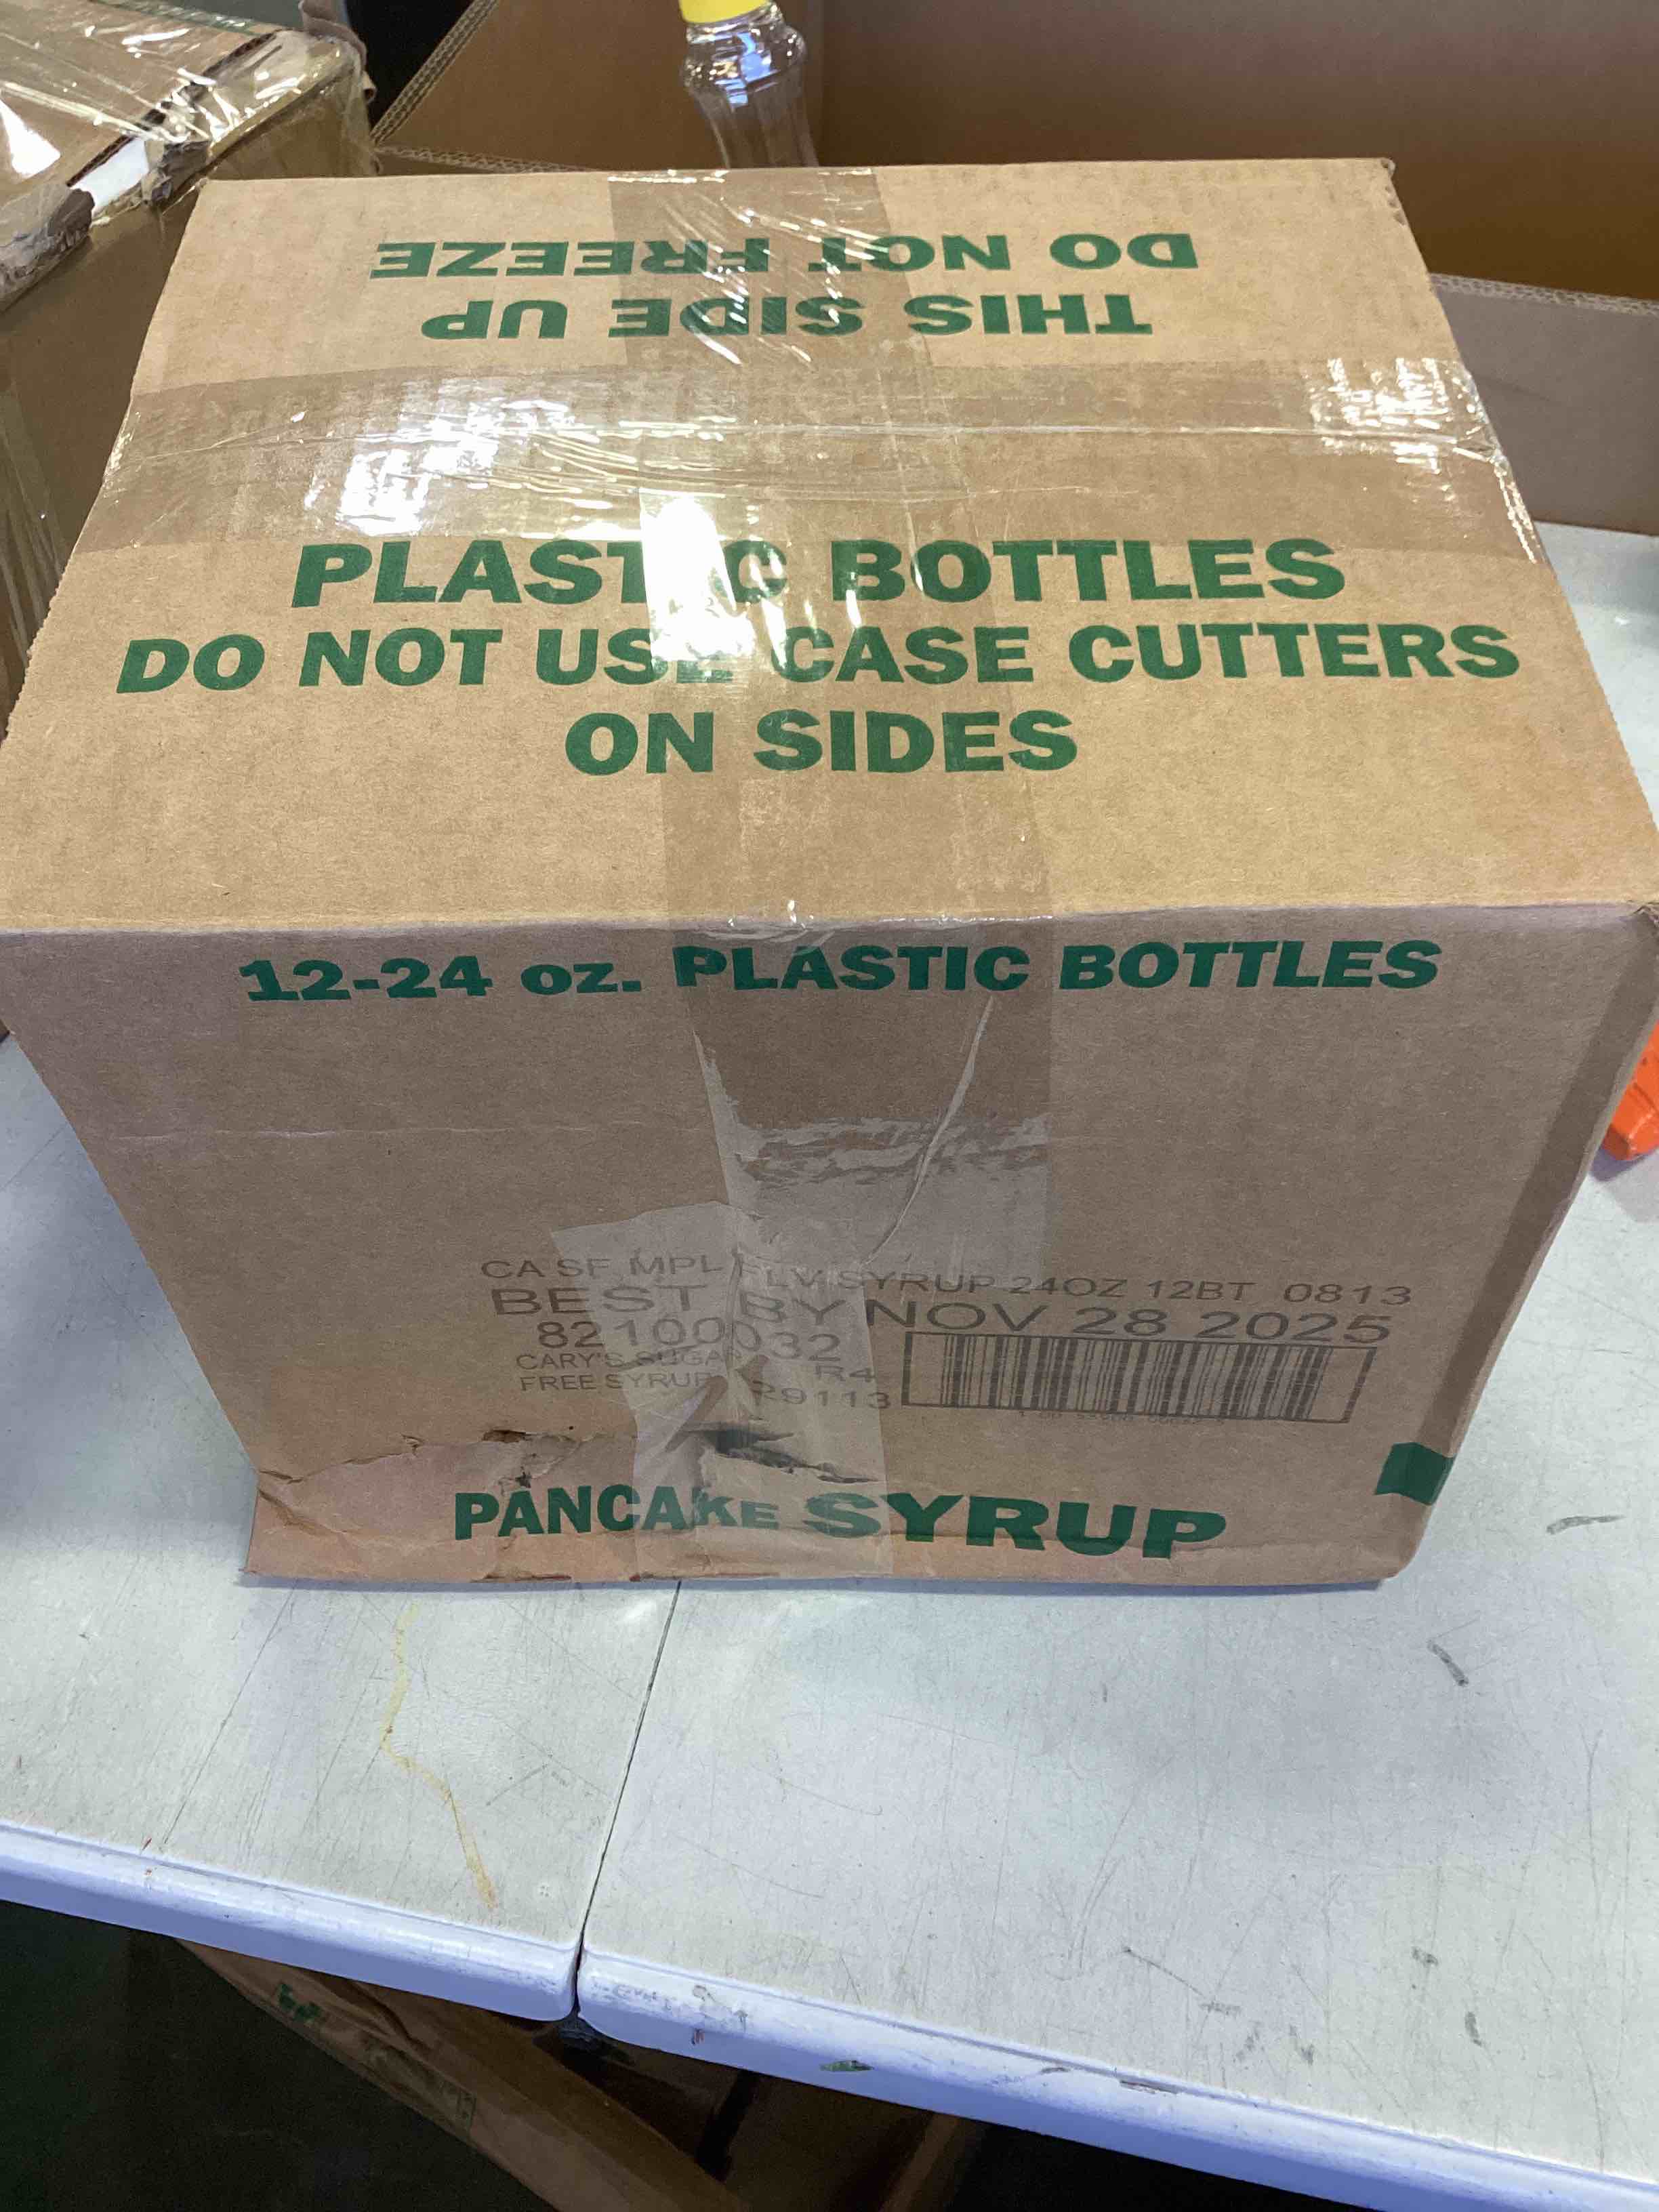 DO NOT FREEZE
THIS SIDE UP
PLASTIC BOTTLES
DO NOT USE CASE CUTTERS
ON SIDES
12-24 oz. PLASTIC BOTTLES
CA SF MPL FLV SYRUP 24OZ 12BT 0813
BEST BY NOV 28 2025
82100032
CARY'S SUGAR
FREE SYRUP
R4
29113
PANCAKE SYRUP